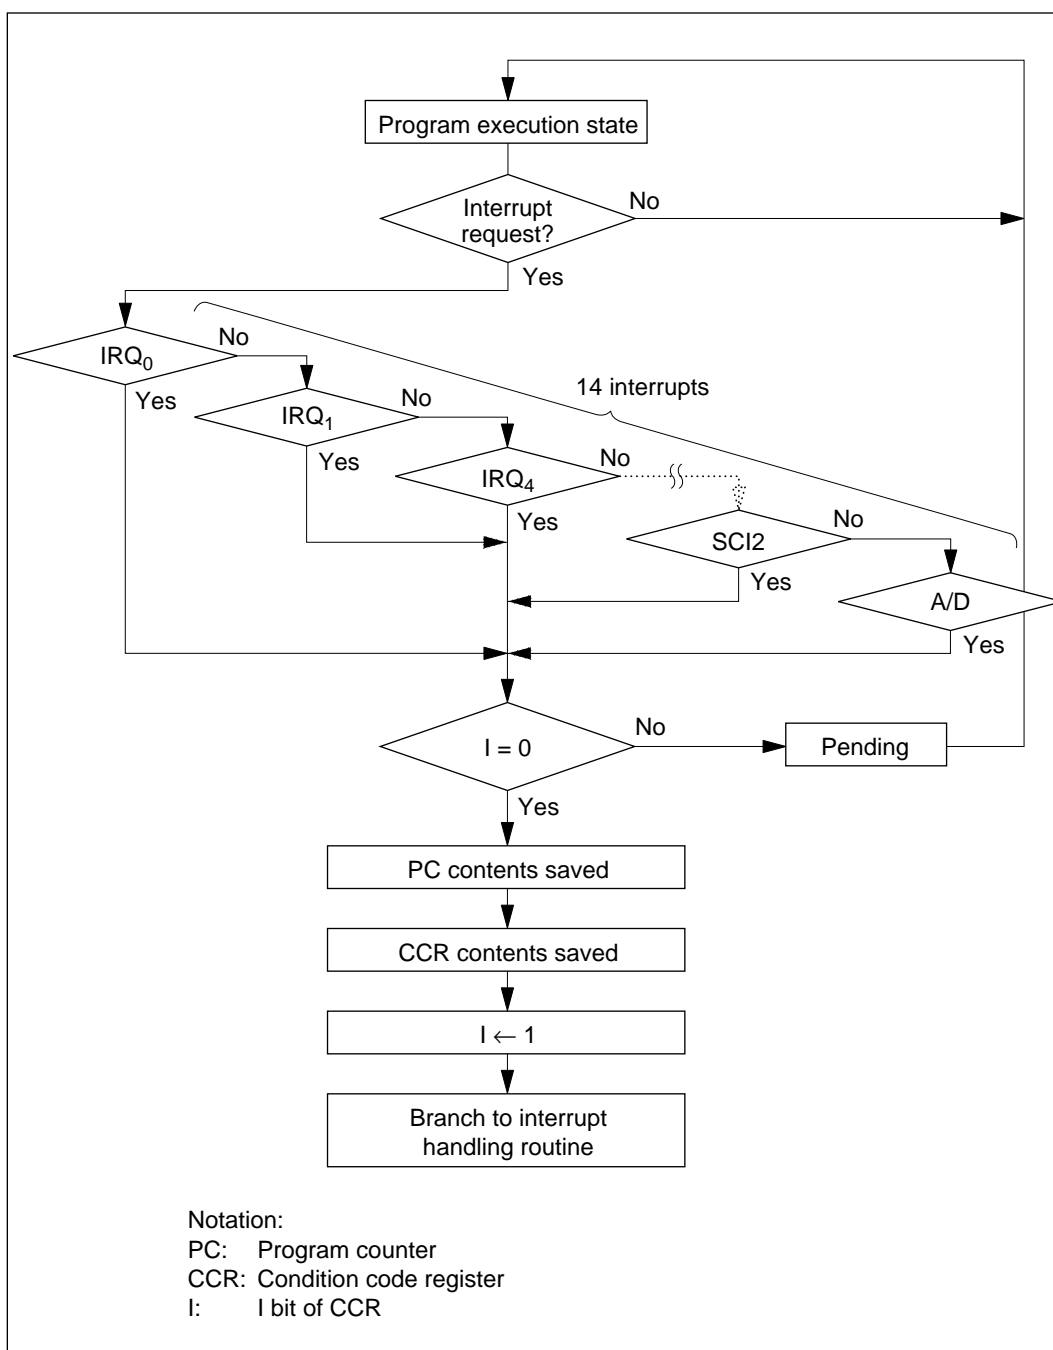 Program execution state
Interrupt
request?
No
Yes
IRQ0
No
Yes
14 interrupts
IRQ1
No
Yes
IRQ4
No
Yes
SCI2
No
Yes
A/D
Yes
I = 0
No
Pending
Yes
PC contents saved
CCR contents saved
I ← 1
Branch to interrupt
handling routine
Notation:
PC: Program counter
CCR: Condition code register
I: I bit of CCR